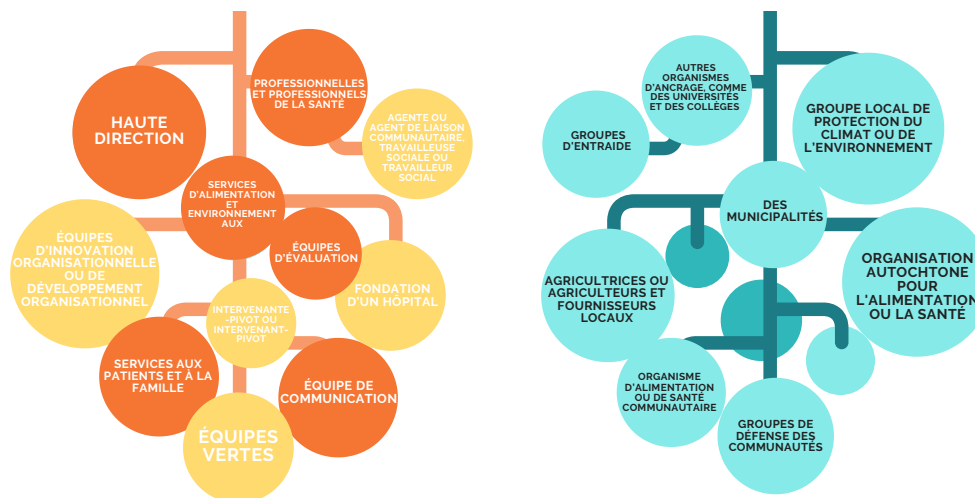 HAUTE
DIRECTION
PROFESSIONNELLES
ET PROFESSIONNELS
DE LA SANTÉ
AGENTE OU
AGENT DE LIAISON
COMMUNAUTAIRE,
TRAVAILLEUSE
SOCIALE OU
TRAVAILLEUR
SOCIAL
SERVICES
D'ALIMENTATION
ET
ENVIRONNEMENT
AUX
ÉQUIPES
D'INNOVATION
ORGANISATIONNELLE
OU DE
DÉVELOPPEMENT
ORGANISATIONNEL
ÉQUIPES
D'ÉVALUATION
FONDATION
D'UN HÔPITAL
INTERVENANTE
-PIVOT OU
INTERVENANT-
PIVOT
SERVICES AUX
PATIENTS ET À LA
FAMILLE
ÉQUIPE DE
COMMUNICATION
ÉQUIPES
VERTES
AUTRES
ORGANISMES
D'ANCRAGE, COMME
DES UNIVERSITÉS
ET DES COLLÈGES
GROUPE LOCAL DE
PROTECTION DU
CLIMAT OU DE
L'ENVIRONNEMENT
GROUPES
D'ENTRAIDE
DES
MUNICIPALITÉS
AGRICULTRICES OU
AGRICULTEURS ET
FOURNISSEURS
LOCAUX
ORGANISATION
AUTOCHTONE
POUR
L'ALIMENTATION
OU LA SANTÉ
ORGANISME
D'ALIMENTATION
OU DE SANTÉ
COMMUNAUTAIRE
GROUPES DE
DÉFENSE DES
COMMUNAUTÉS